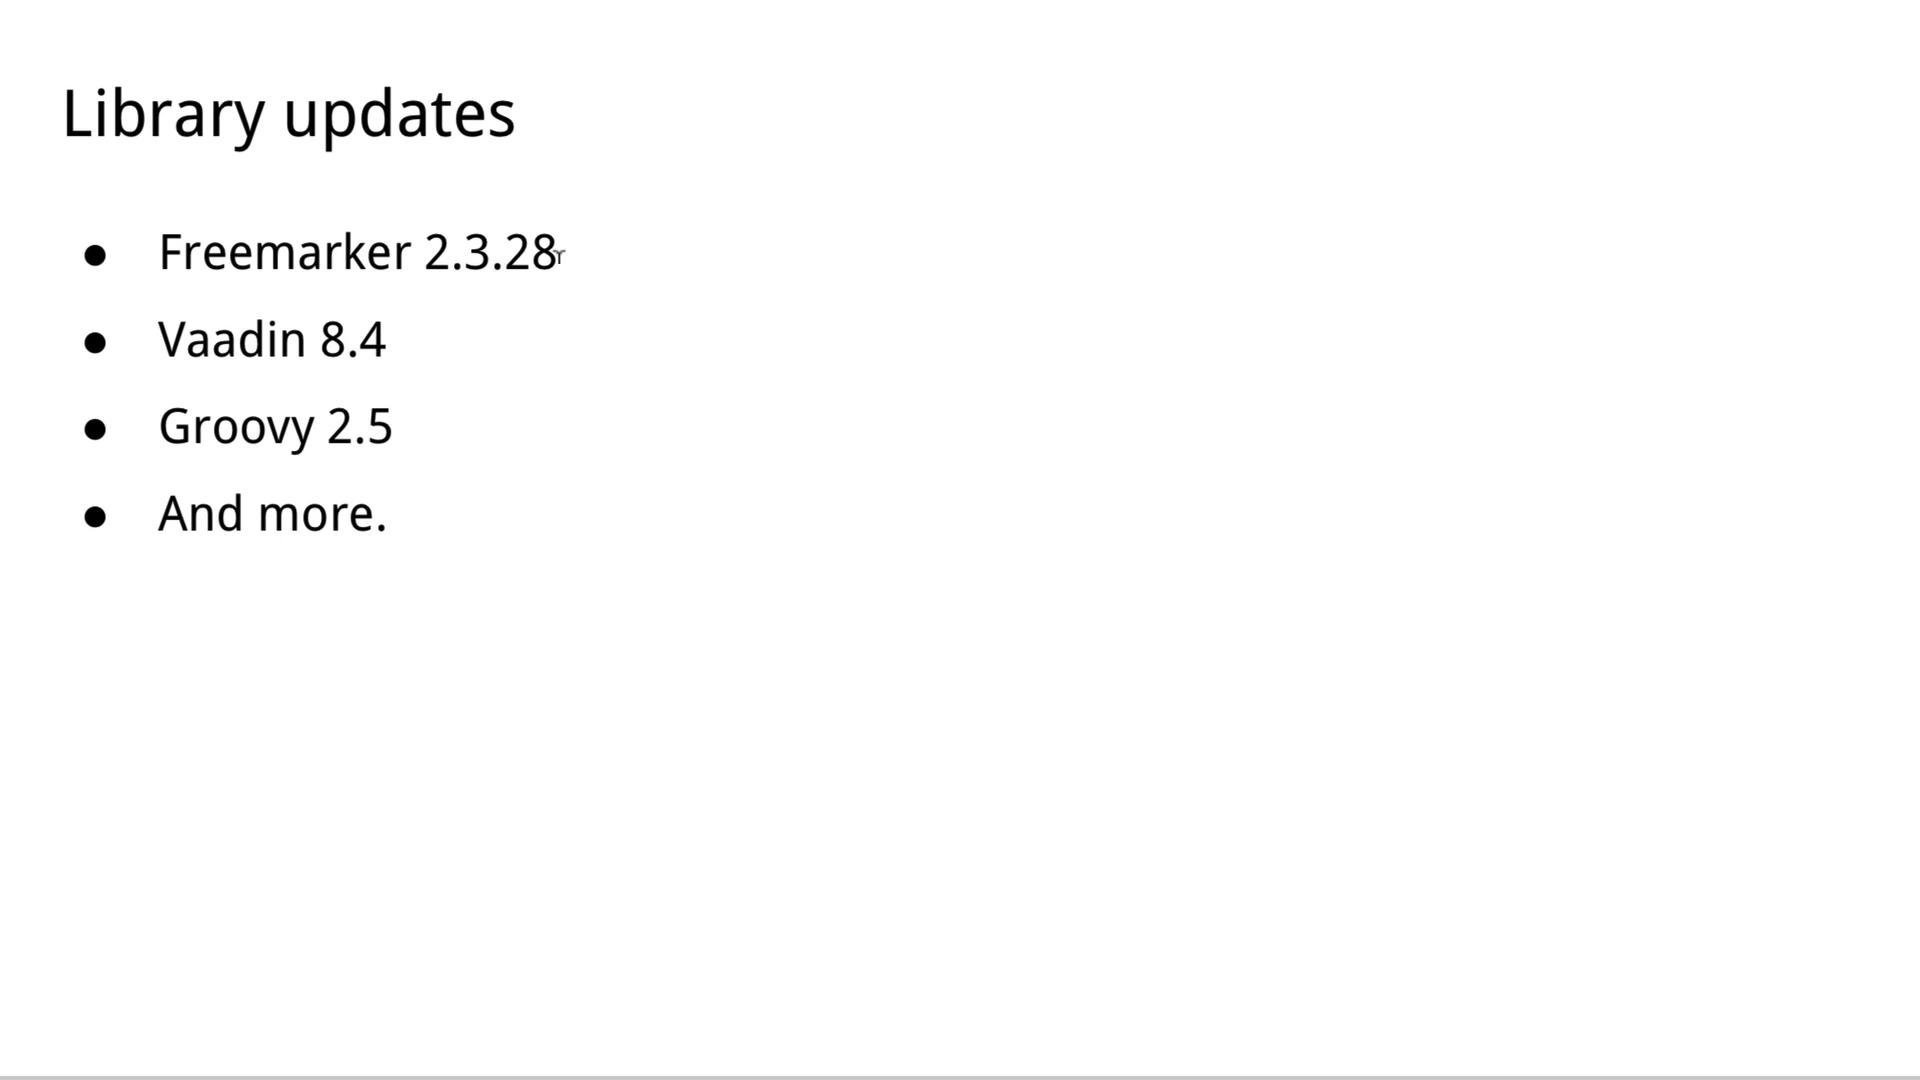 Library updates
● Freemarker 2.3.28
● Vaadin 8.4
● Groovy 2.5
● And more.